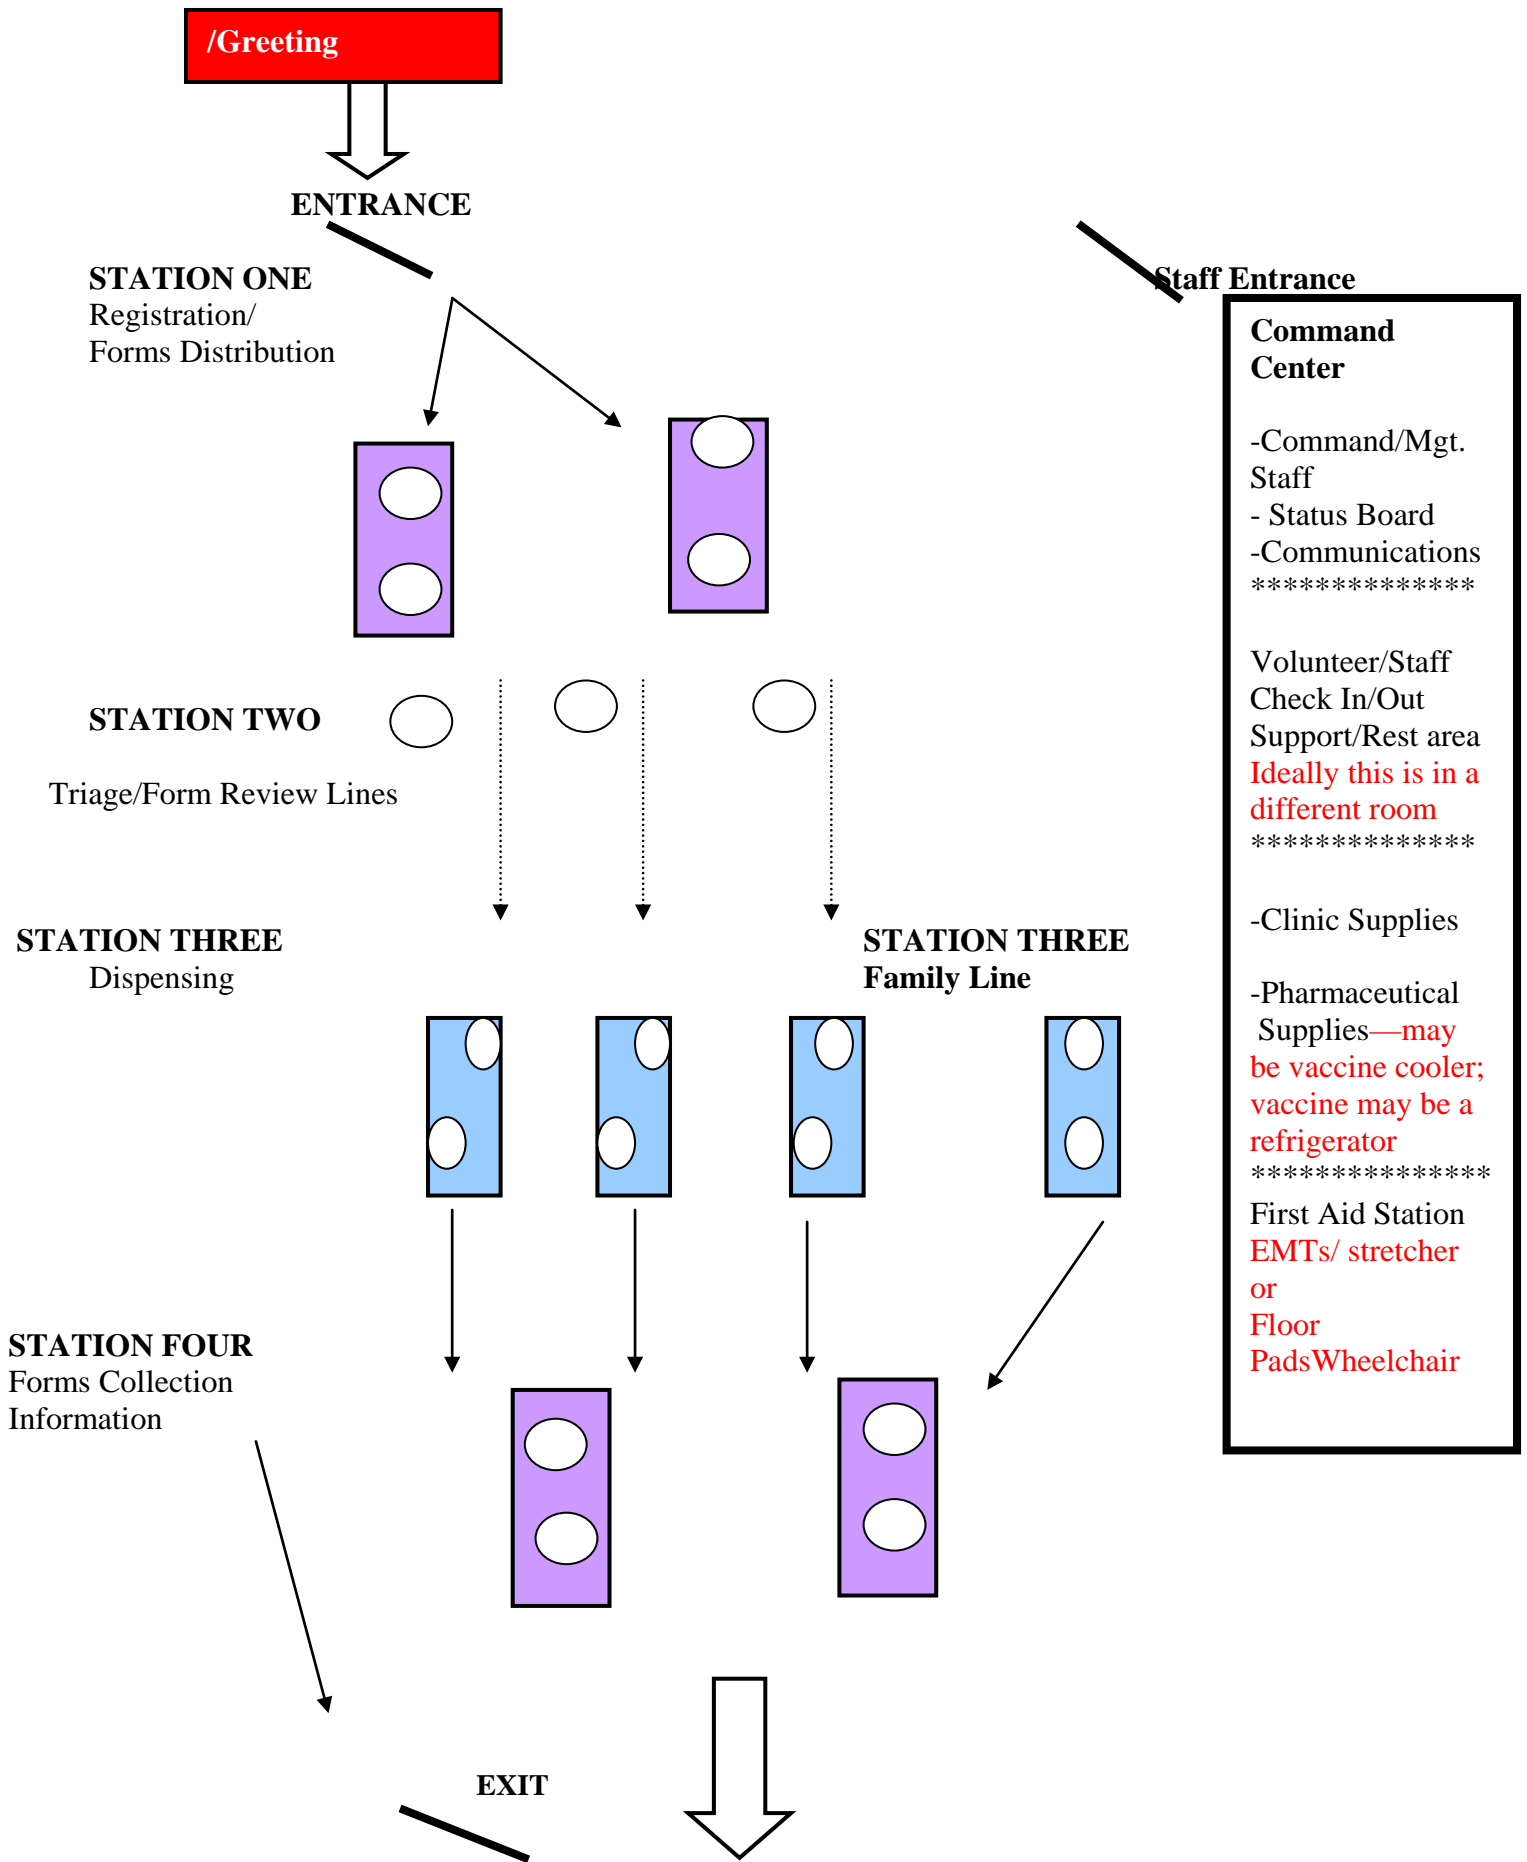 /Greeting
ENTRANCE
STATION ONE
Registration/
Forms Distribution
Staff Entrance
Command
Center
-Command/Mgt.
Staff
- Status Board
-Communications
**************
Volunteer/Staff
Check In/Out
Support/Rest area
Ideally this is in a
different room
**************
-Clinic Supplies
-Pharmaceutical
Supplies—may
be vaccine cooler;
vaccine may be a
refrigerator
***************
First Aid Station
EMTs/ stretcher
or
Floor
PadsWheelchair
STATION TWO
Triage/Form Review Lines
STATION THREE
Dispensing
STATION THREE
Family Line
STATION FOUR
Forms Collection
Information
EXIT